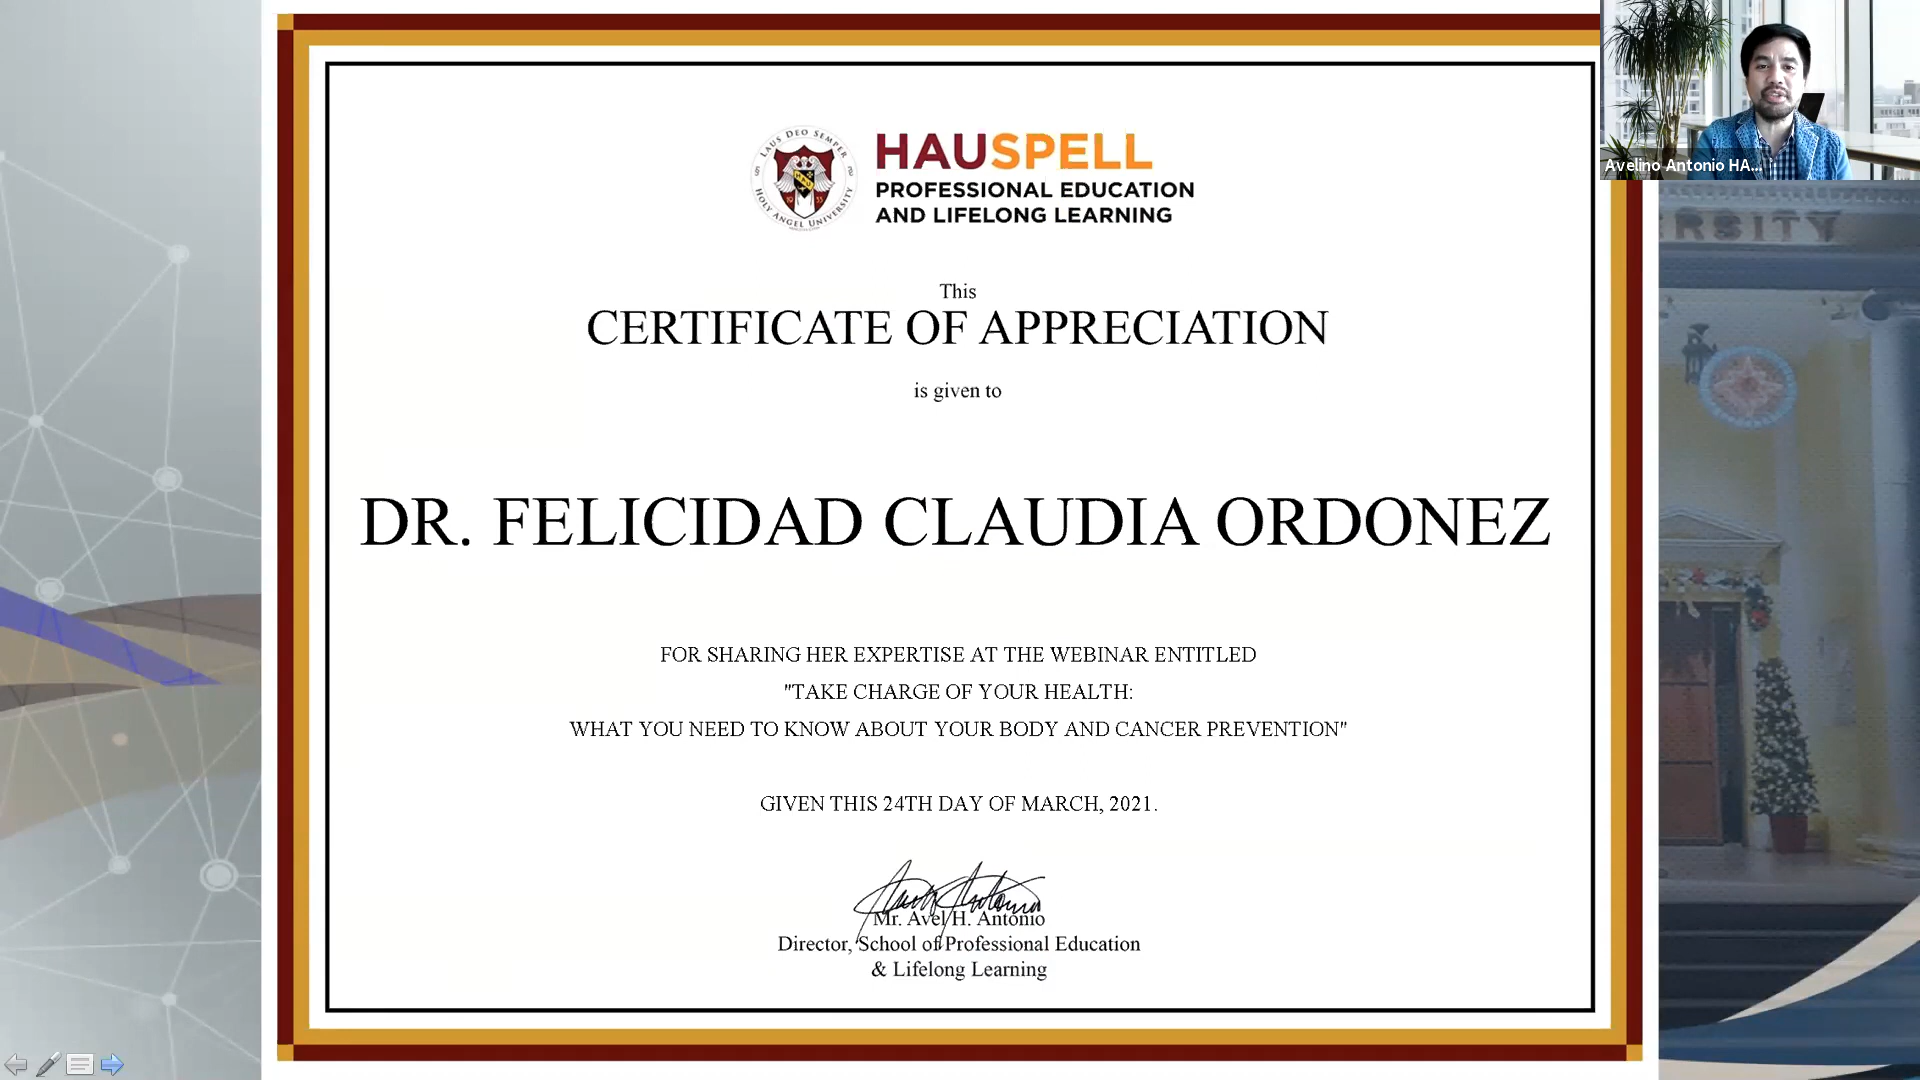 LAUS DEO SEMPER
HOLY ANGEL UNIVERSITY
HAUSPELL
PROFESSIONAL EDUCATION
AND LIFELONG LEARNING
This
CERTIFICATE OF APPRECIATION
is given to
DR. FELICIDAD CLAUDIA ORDONEZ
FOR SHARING HER EXPERTISE AT THE WEBINAR ENTITLED
"TAKE CHARGE OF YOUR HEALTH:
WHAT YOU NEED TO KNOW ABOUT YOUR BODY AND CANCER PREVENTION"
GIVEN THIS 24TH DAY OF MARCH, 2021.
Mr. Avel H. Antonio
Director, School of Professional Education
& Lifelong Learning
Avelino Antonio HA...
RSITY